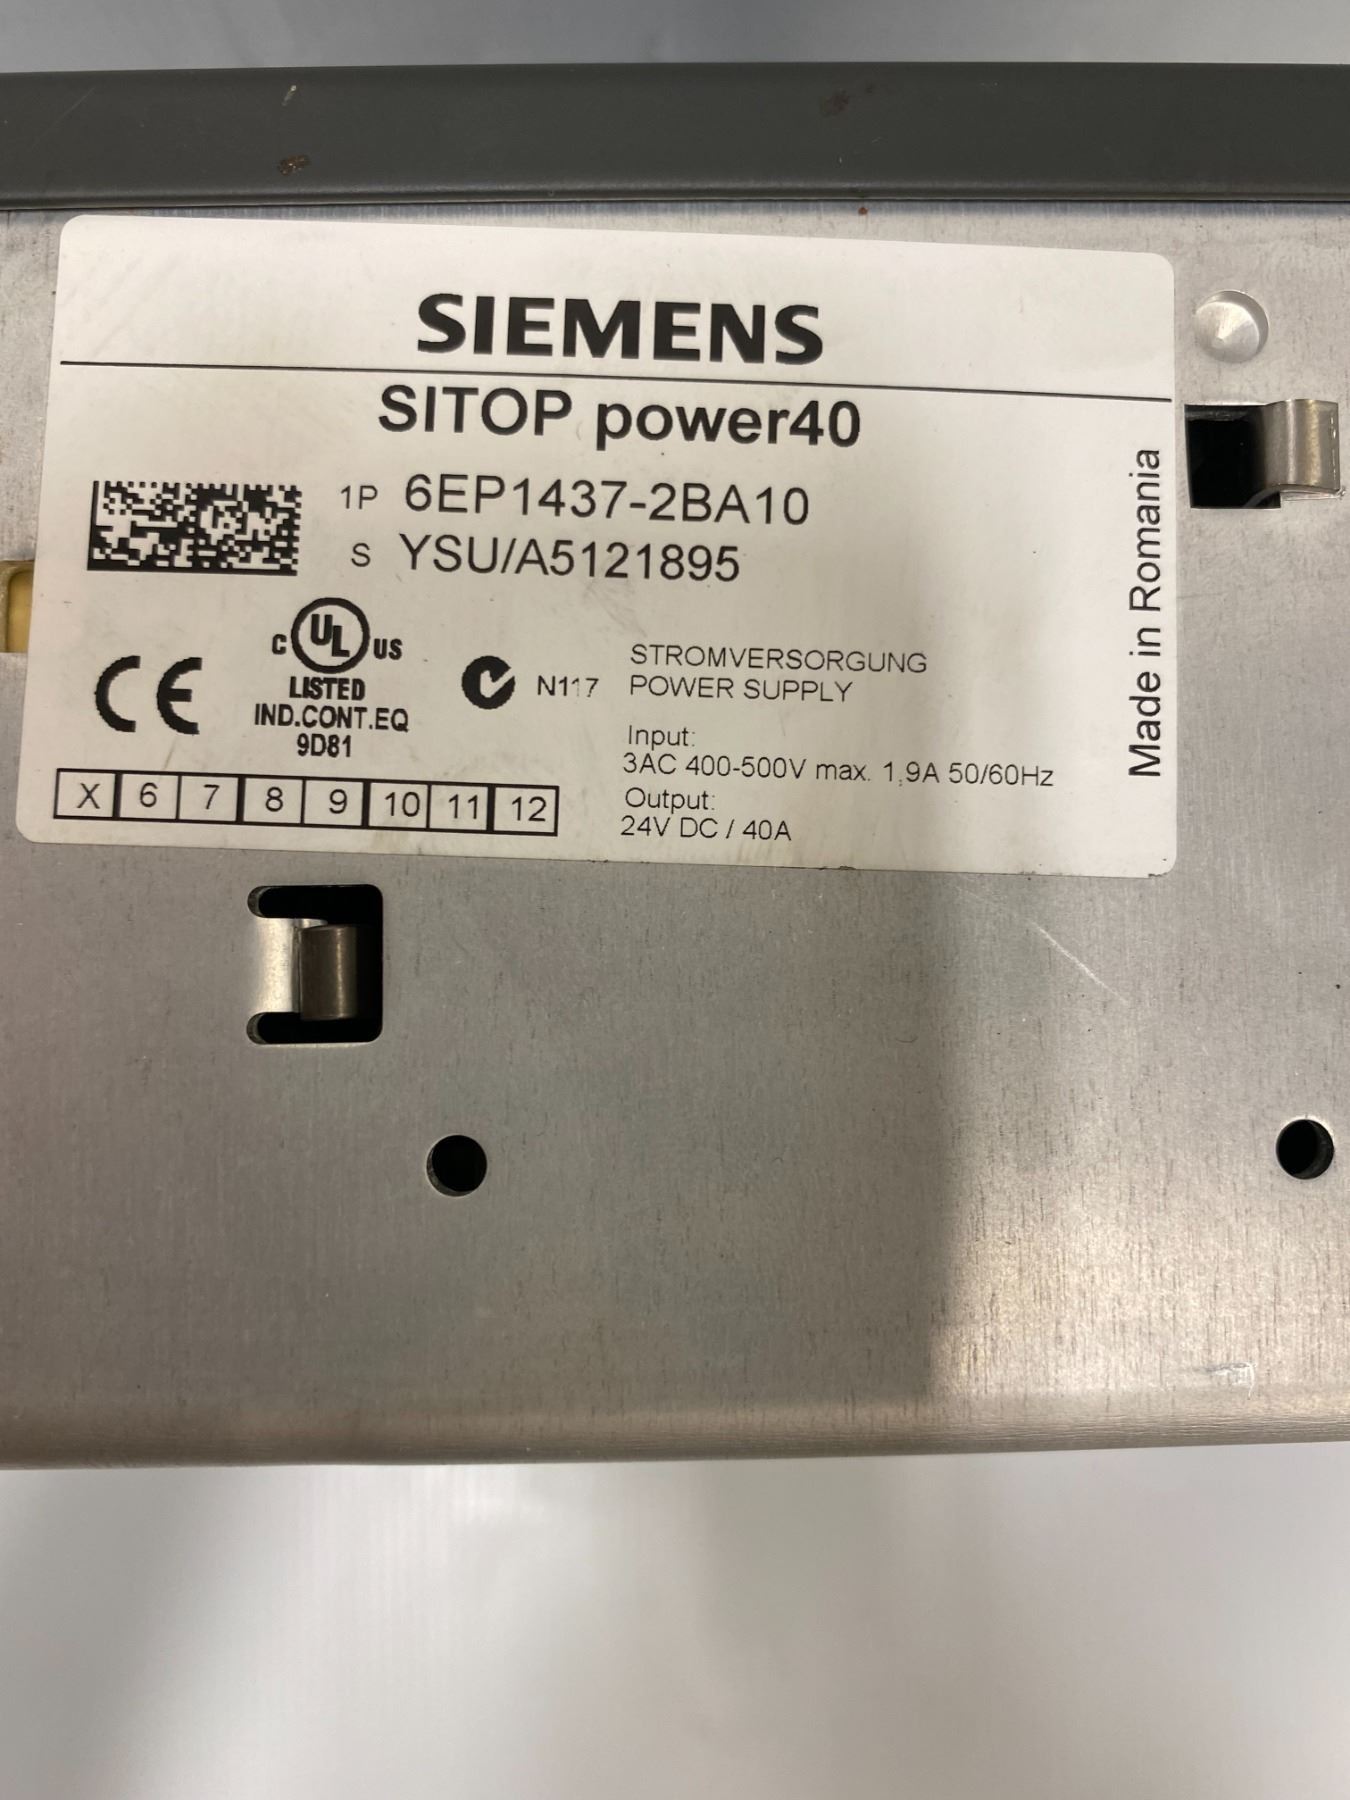 SIEMENS
SITOP power40
1P 6EP1437-2BA10
S YSU/A5121895
C UL US
LISTED
IND.CONT.EQ
9D81
CE
N117
STROMVERSORGUNG
POWER SUPPLY
Input:
3AC 400-500V max. 1,9A 50/60Hz
Output:
24V DC / 40A
X 6 7 8 9 10 11 12
Made in Romania